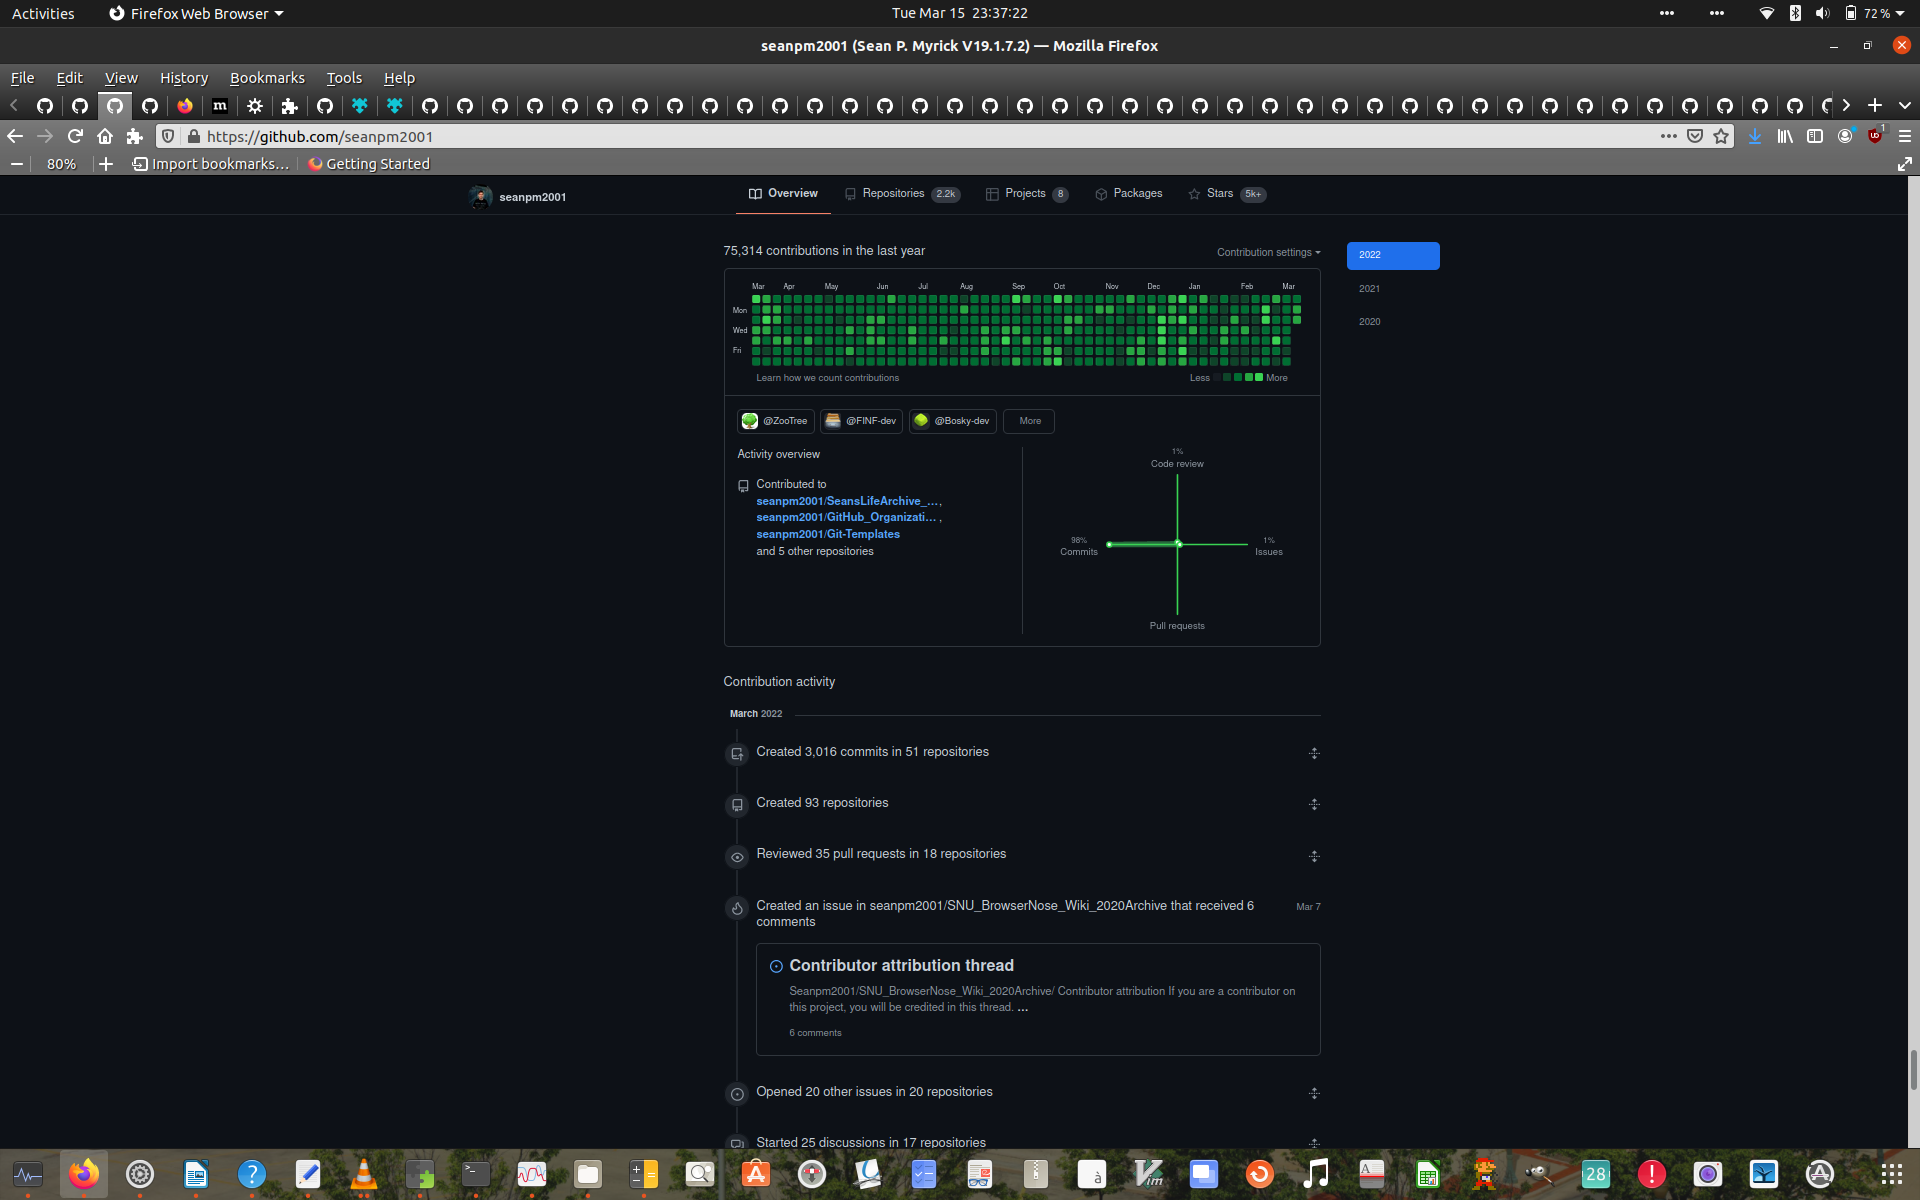 Activities Firefox Web Browser Tue Mar 15 23:37:22 72 %
seanpm2001 (Sean P. Myrick V19.1.7.2) — Mozilla Firefox
File Edit View History Bookmarks Tools Help
https://github.com/seanpm2001
80% Import bookmarks... Getting Started
seanpm2001 Overview Repositories 2.2k Projects 8 Packages Stars 5k+
75,314 contributions in the last year Contribution settings
2022
2021
2020
Mar Apr May Jun Jul Aug Sep Oct Nov Dec Jan Feb Mar
Mon
Wed
Fri
Learn how we count contributions Less More
@ZooTree @FINF-dev @Bosky-dev More
Activity overview
Contributed to
seanpm2001/SeansLifeArchive_... ,
seanpm2001/GitHub_Organizati... ,
seanpm2001/Git-Templates
and 5 other repositories
1%
Code review
98%
Commits
1%
Issues
Pull requests
Contribution activity
March 2022
Created 3,016 commits in 51 repositories
Created 93 repositories
Reviewed 35 pull requests in 18 repositories
Created an issue in seanpm2001/SNU_BrowserNose_Wiki_2020Archive that received 6 Mar 7
comments
Contributor attribution thread
Seanpm2001/SNU_BrowserNose_Wiki_2020Archive/ Contributor attribution If you are a contributor on
this project, you will be credited in this thread. ...
6 comments
Opened 20 other issues in 20 repositories
Started 25 discussions in 17 repositories
28